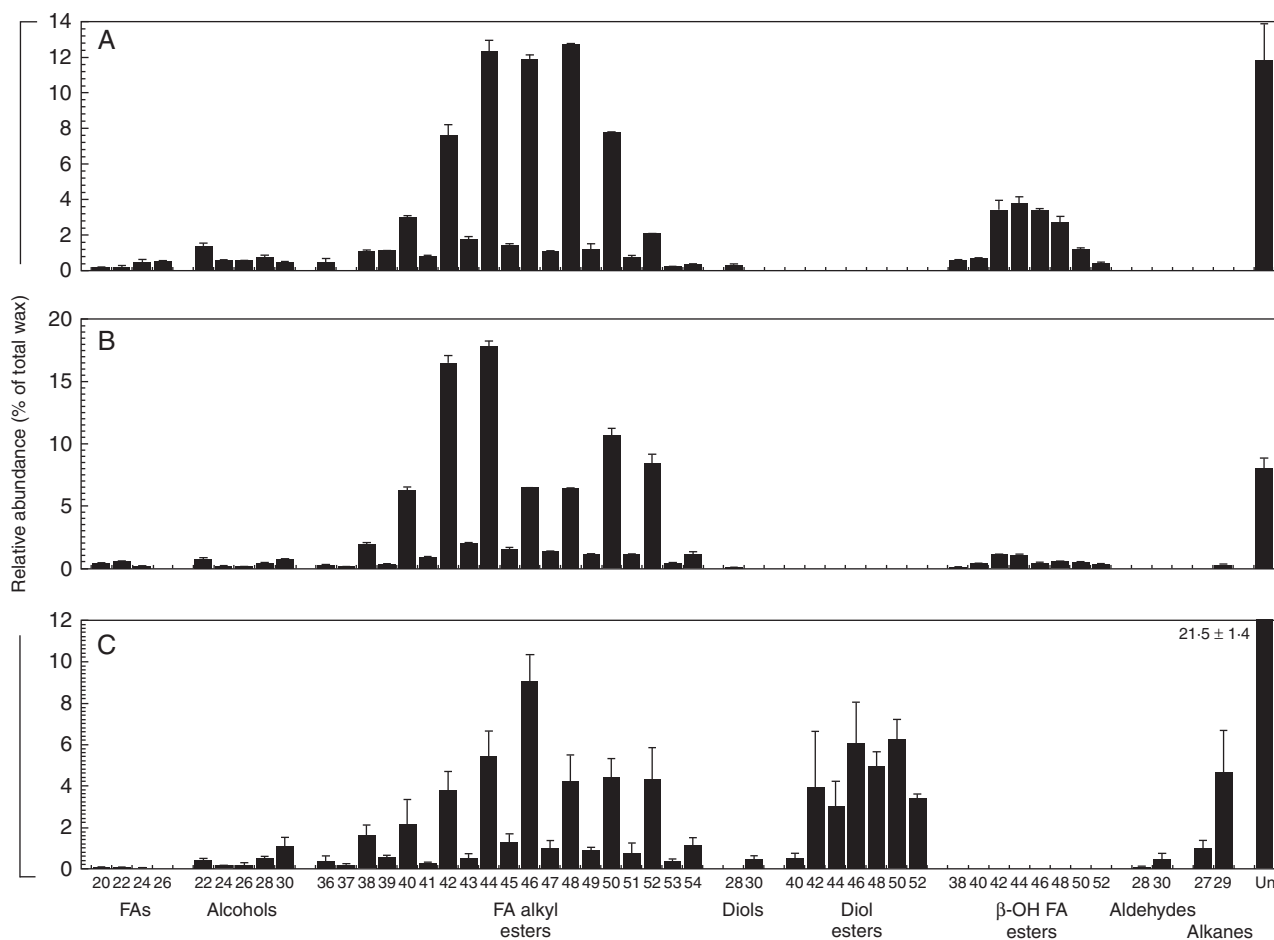 Relative abundance (% of total wax)
14
12
10
8
6
4
2
0
A
20
15
10
5
0
B
12
10
8
6
4
2
0
C
21·5 ± 1·4
20 22 24 26 22 24 26 28 30 36 37 38 39 40 41 42 43 44 45 46 47 48 49 50 51 52 53 54 28 30 40 42 44 46 48 50 52 38 40 42 44 46 48 50 52 28 30 27 29 Un
FAs Alcohols FA alkyl esters Diols Diol esters β-OH FA esters Aldehydes Alkanes